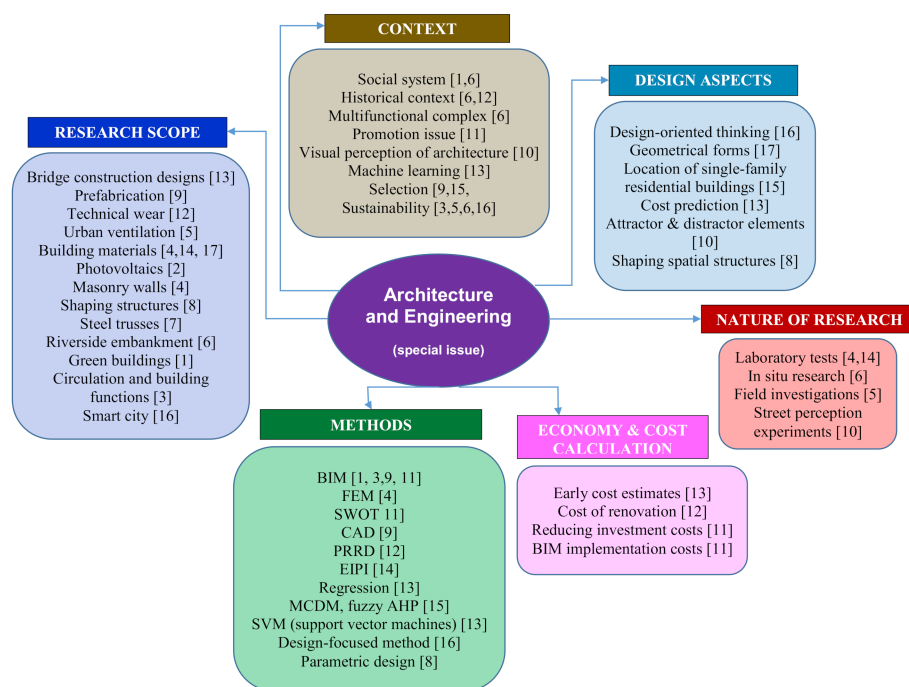 CONTEXT
Social system [1,6]
Historical context [6,12]
Multifunctional complex [6]
Promotion issue [11]
Visual perception of architecture [10]
Machine learning [13]
Selection [9,15,
Sustainability [3,5,6,16]
DESIGN ASPECTS
Design-oriented thinking [16]
Geometrical forms [17]
Location of single-family
residential buildings [15]
Cost prediction [13]
Attractor & distractor elements
[10]
Shaping spatial structures [8]
RESEARCH SCOPE
Bridge construction designs [13]
Prefabrication [9]
Technical wear [12]
Urban ventilation [5]
Building materials [4,14, 17]
Photovoltaics [2]
Masonry walls [4]
Shaping structures [8]
Steel trusses [7]
Riverside embankment [6]
Green buildings [1]
Circulation and building
functions [3]
Smart city [16]
Architecture
and Engineering
(special issue)
NATURE OF RESEARCH
Laboratory tests [4,14]
In situ research [6]
Field investigations [5]
Street perception
experiments [10]
METHODS
BIM [1, 3,9, 11]
FEM [4]
SWOT 11]
CAD [9]
PRRD [12]
EIPI [14]
Regression [13]
MCDM, fuzzy AHP [15]
SVM (support vector machines) [13]
Design-focused method [16]
Parametric design [8]
ECONOMY & COST
CALCULATION
Early cost estimates [13]
Cost of renovation [12]
Reducing investment costs [11]
BIM implementation costs [11]